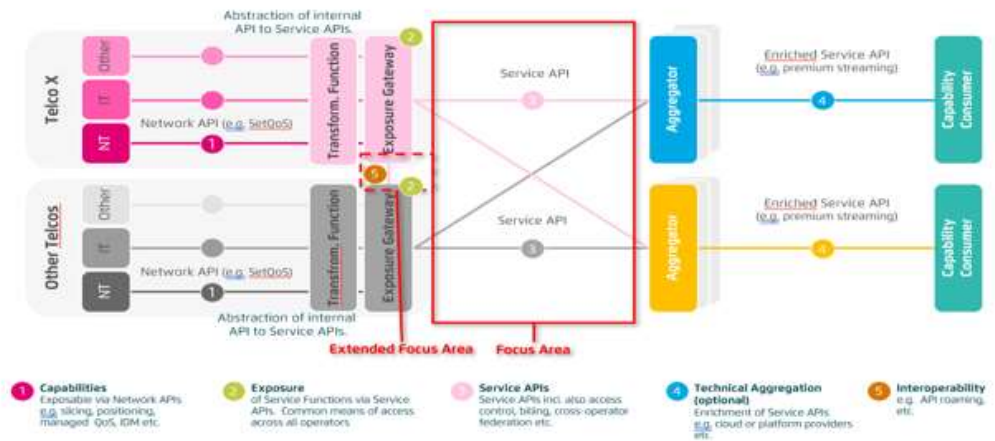 Abstraction of internal
API to Service APIs.
2
Telco X
Other
IT
NT
Network API (e.g. SetQoS)
1
Transform. Function
Exposure Gateway
Service API
3
Aggregator
Enriched Service API
(e.g. premium streaming)
4
Capability
Consumer
5
2
Other Telcos
Other
IT
NT
Network API (e.g. SetQoS)
1
Transfrom. Function
Exposure Gateway
Service API
3
Aggregator
Enriched Service API
(e.g. premium streaming)
4
Capability
Consumer
Abstraction of internal
API to Service APIs.
Extended Focus Area
Focus Area
1 Capabilities
Exposable via Network APIs
e.g. slicing, positioning,
managed QoS, IDM etc.
2 Exposure
of Service Functions via Service
APIs. Common means of access
across all operators
3 Service APIs
Service APIs incl. also access
control, billing, cross-operator
federation etc.
4 Technical Aggregation
(optional)
Enrichment of Service APIs
e.g. cloud or platform providers
etc.
5 Interoperability
e.g. API roaming,
etc.